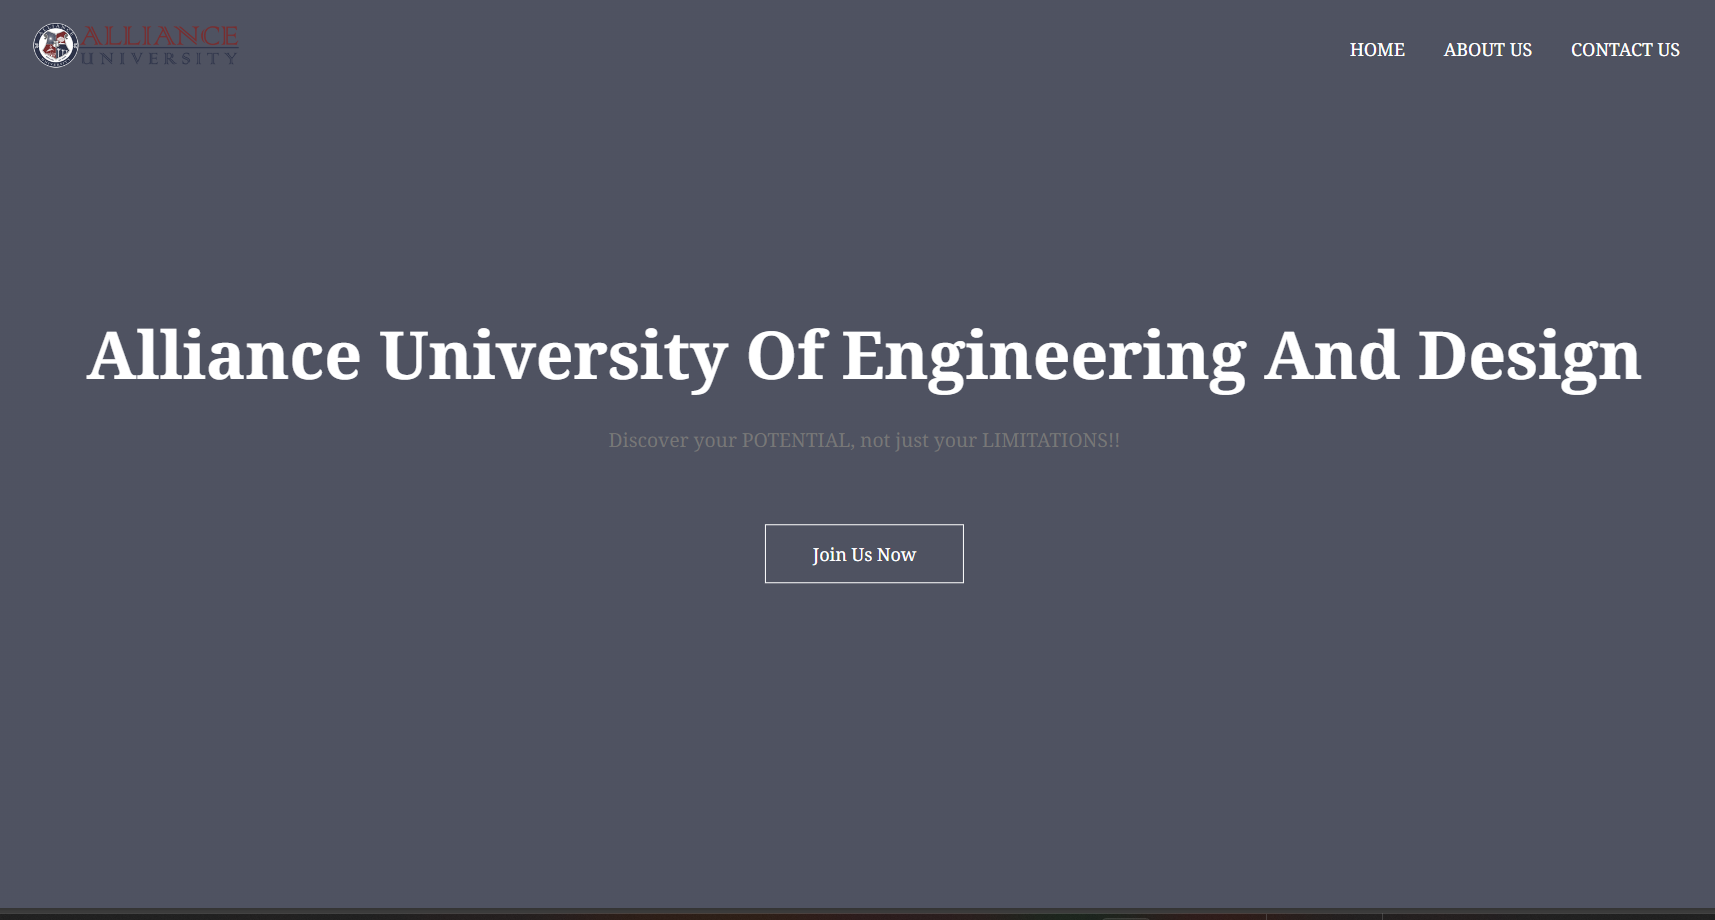 ALLIANCE
UNIVERSITY
HOME ABOUT US CONTACT US
Alliance University Of Engineering And Design
Discover your POTENTIAL, not just your LIMITATIONS!!
Join Us Now